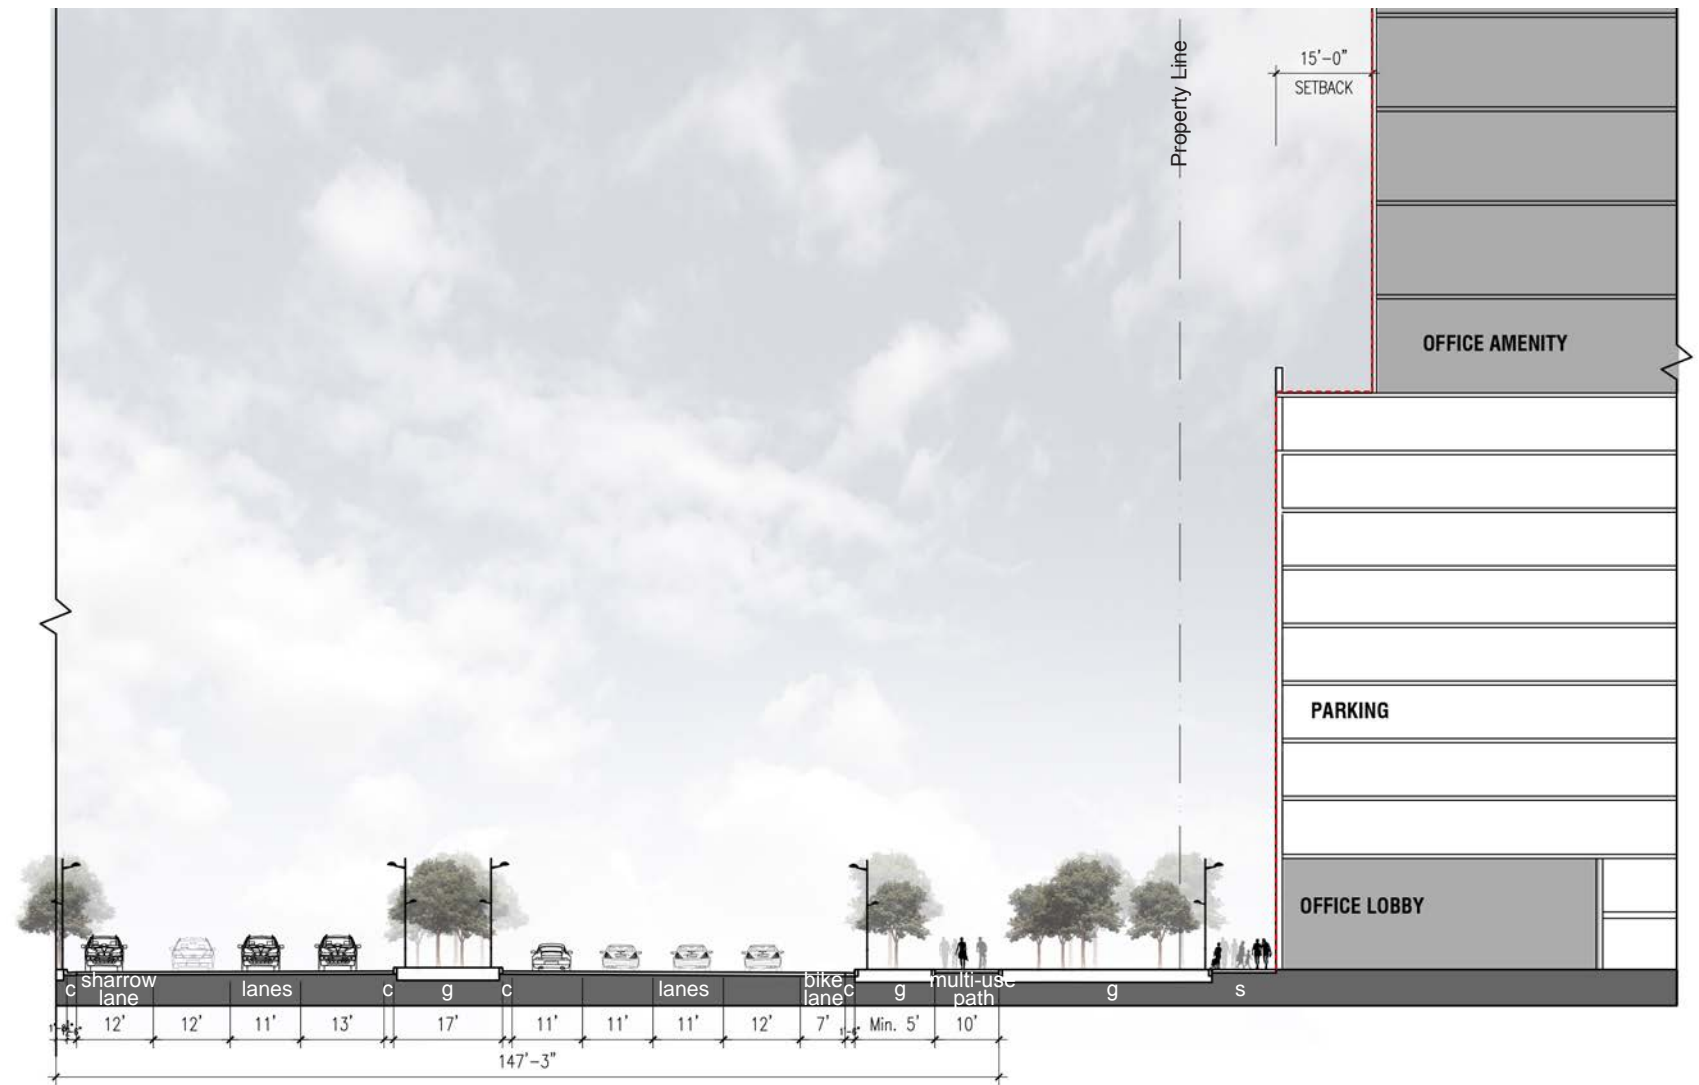 Property Line
15'-0"
SETBACK
OFFICE AMENITY
PARKING
OFFICE LOBBY
c
sharrow
lane
lanes
c
g
c
lanes
bike
lane
c
g
multi-use
path
g
s
12'
12'
11'
13'
17'
11'
11'
11'
12'
7'
Min. 5'
10'
147'-3"